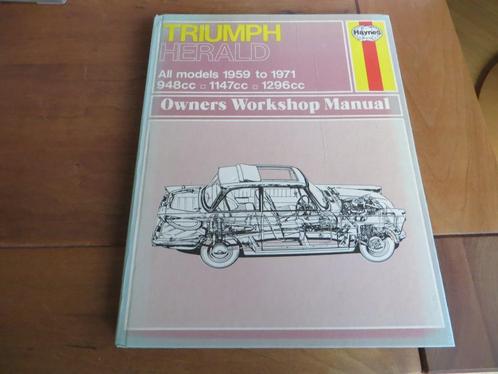 TRIUMPH
HERALD
Haynes
All models 1959 to 1971
948cc ▫ 1147cc ▫ 1296cc
Owners Workshop Manual